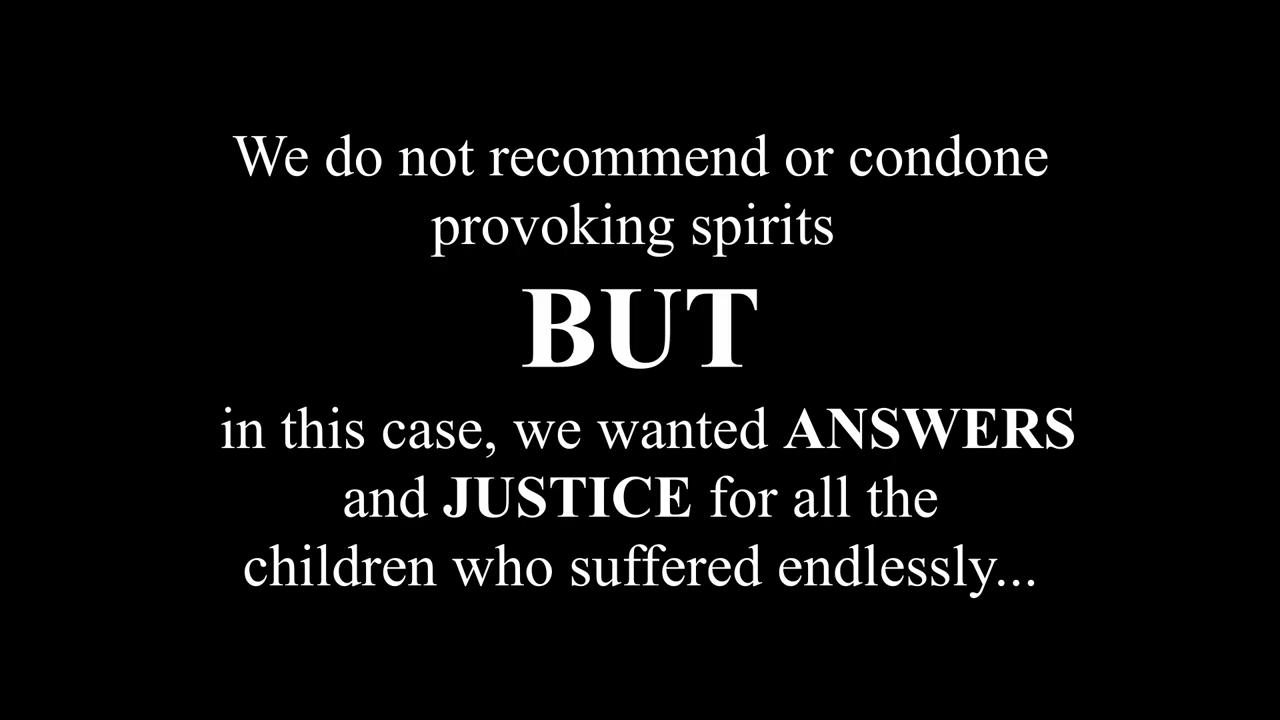 We do not recommend or condone
provoking spirits
BUT
in this case, we wanted ANSWERS
and JUSTICE for all the
children who suffered endlessly...